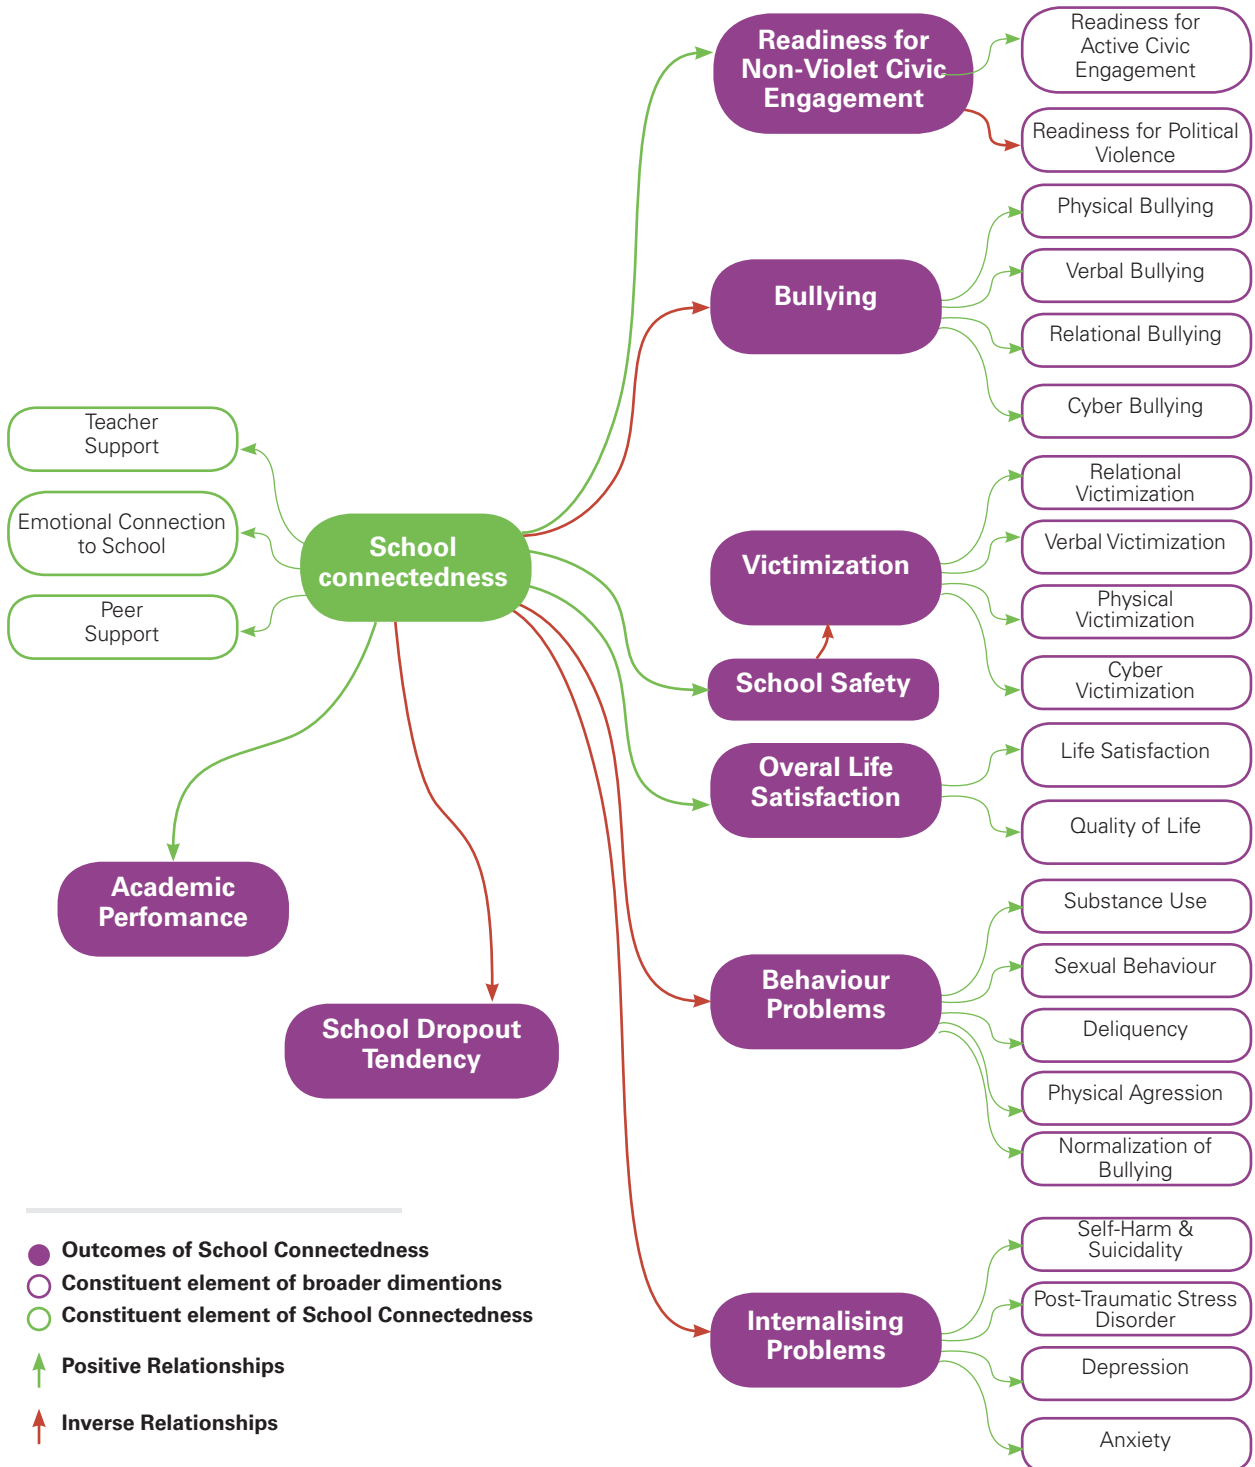 Readiness for
Non-Violet Civic
Engagement
Readiness for
Active Civic
Engagement
Readiness for Political
Violence
Bullying
Physical Bullying
Verbal Bullying
Relational Bullying
Cyber Bullying
Teacher
Support
Emotional Connection
to School
Peer
Support
School
connectedness
Victimization
Relational
Victimization
Verbal Victimization
Physical
Victimization
Cyber
Victimization
School Safety
Overal Life
Satisfaction
Life Satisfaction
Quality of Life
Academic
Perfomance
School Dropout
Tendency
Behaviour
Problems
Substance Use
Sexual Behaviour
Deliquency
Physical Agression
Normalization of
Bullying
Internalising
Problems
Self-Harm &
Suicidality
Post-Traumatic Stress
Disorder
Depression
Anxiety
Outcomes of School Connectedness
Constituent element of broader dimentions
Constituent element of School Connectedness
Positive Relationships
Inverse Relationships